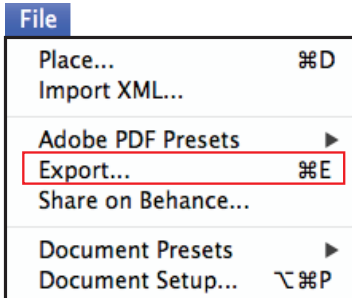 File
Place... ⌘D
Import XML...
Adobe PDF Presets ▶
Export... ⌘E
Share on Behance...
Document Presets ▶
Document Setup... ⌥⌘P